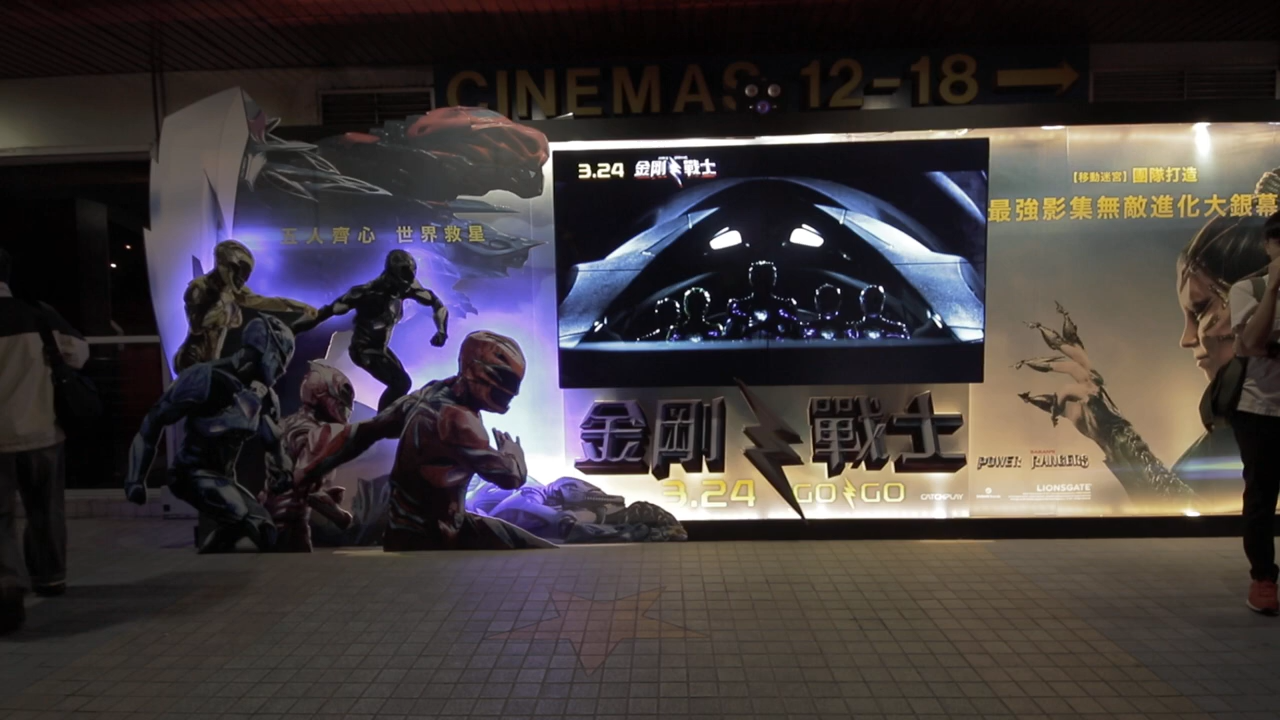 CINEMAS 12-18
3.24 金剛戰士
五人齊心 世界救星
【移動迷宮】團隊打造
最強影集無敵進化大銀幕
金剛戰士
3.24 GO GO
CATCHPLAY
POWER RANGERS
LIONSGATE